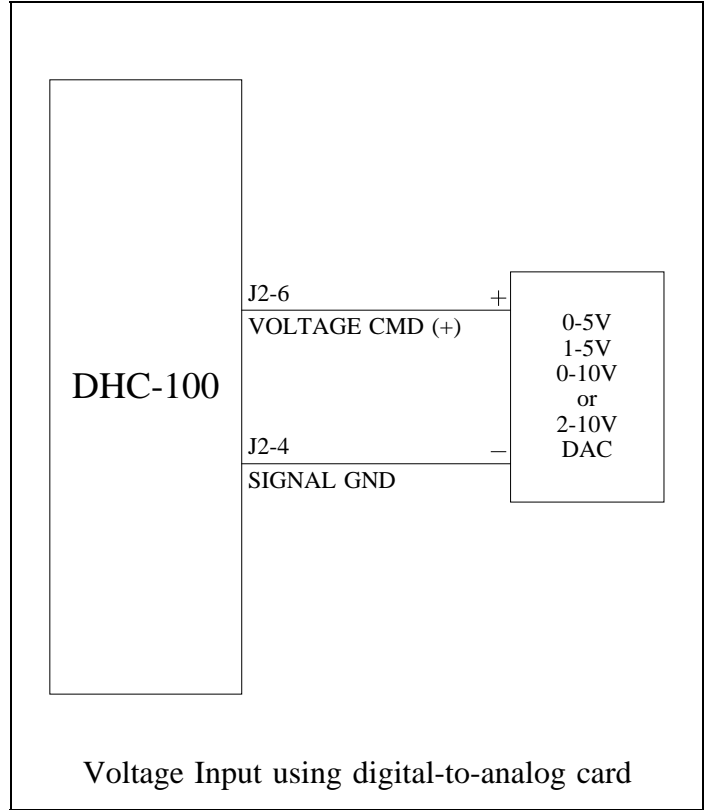 J2-6
+
VOLTAGE CMD (+)
0-5V
1-5V
0-10V
or
2-10V
DAC
DHC-100
J2-4
−
SIGNAL GND
Voltage Input using digital-to-analog card